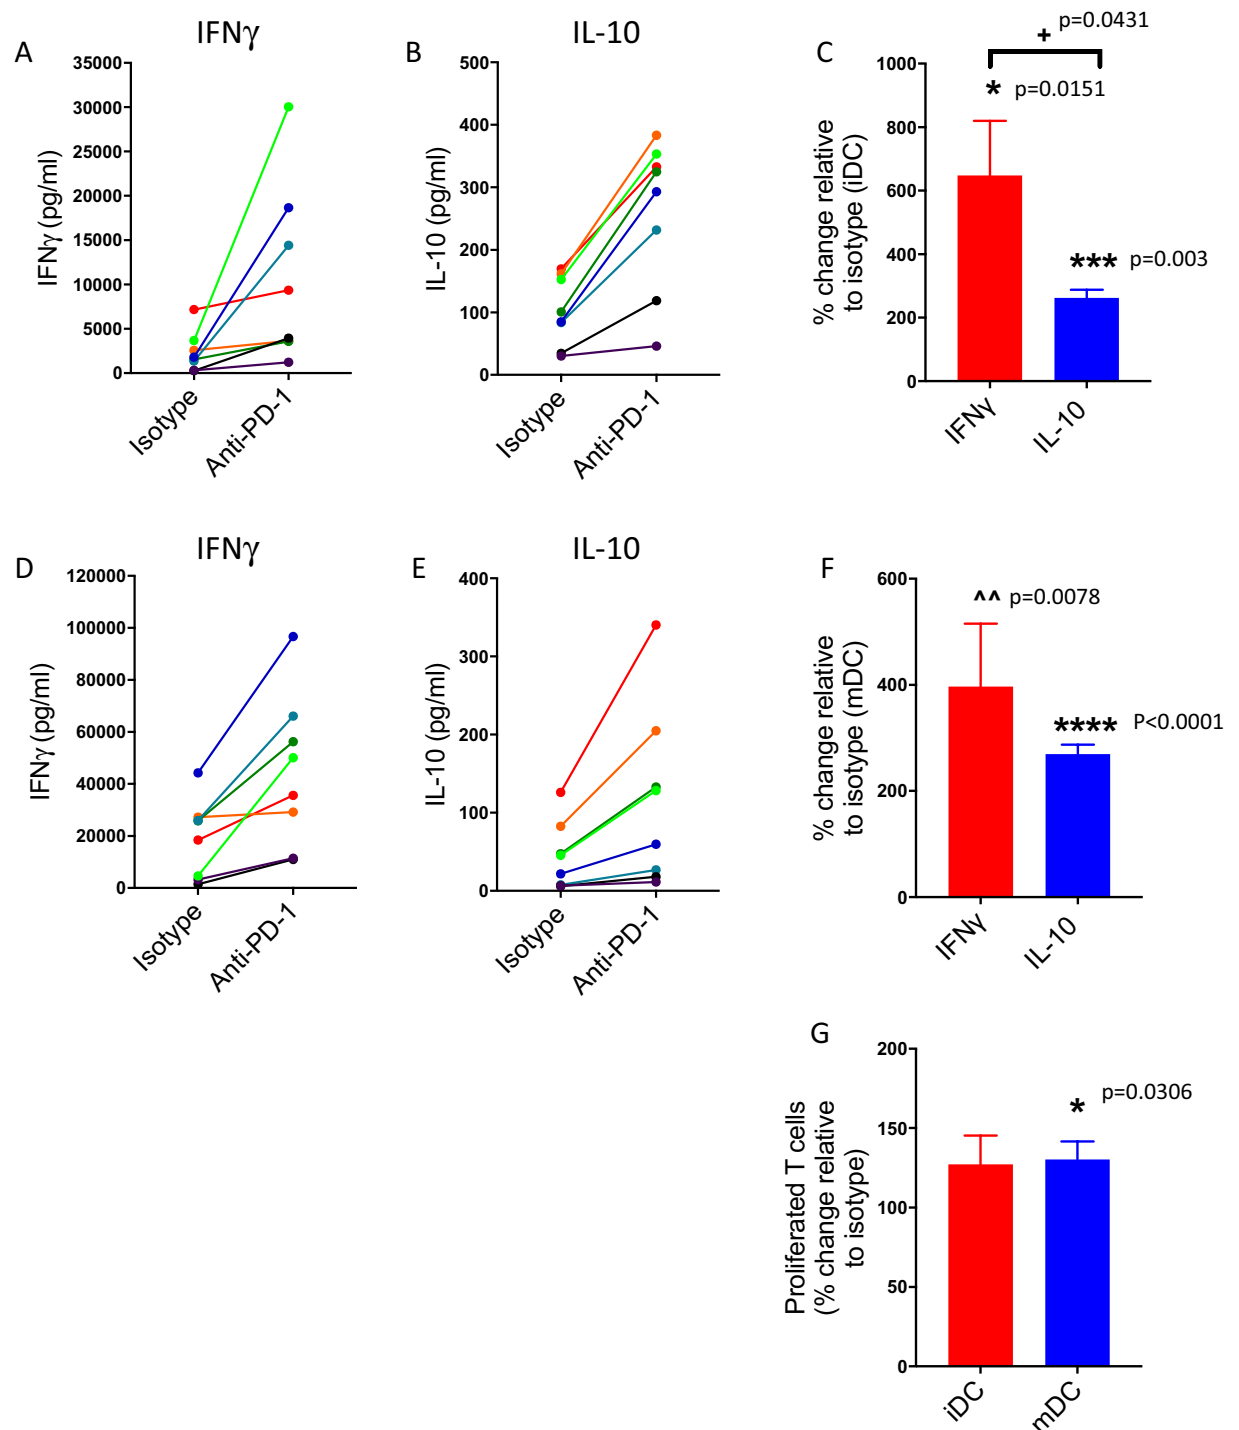 A
IFNγ
IFNγ (pg/ml)
35000
30000
25000
20000
15000
10000
5000
0
Isotype
Anti-PD-1
B
IL-10
IL-10 (pg/ml)
500
400
300
200
100
0
Isotype
Anti-PD-1
C
+ p=0.0431
* p=0.0151
*** p=0.003
% change relative
to isotype (iDC)
1000
800
600
400
200
0
IFNγ
IL-10
D
IFNγ
IFNγ (pg/ml)
120000
100000
80000
60000
40000
20000
0
Isotype
Anti-PD-1
E
IL-10
IL-10 (pg/ml)
400
300
200
100
0
Isotype
Anti-PD-1
F
^^ p=0.0078
**** P<0.0001
% change relative
to isotype (mDC)
600
400
200
0
IFNγ
IL-10
G
* p=0.0306
Proliferated T cells
(% change relative
to isotype)
200
150
100
50
0
iDC
mDC